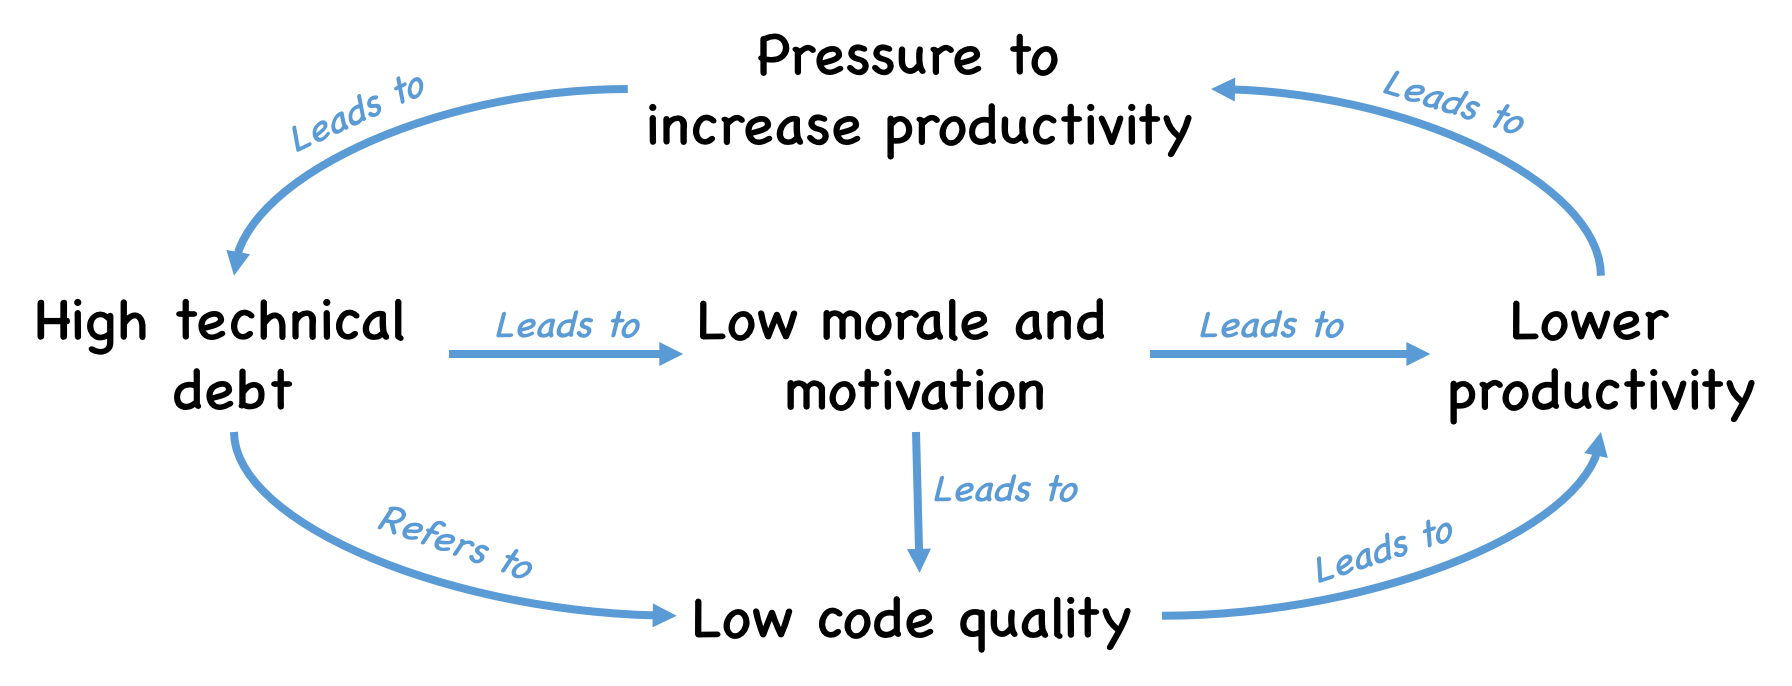 Pressure to
increase productivity
Leads to
Leads to
High technical
debt
Leads to
Low morale and
motivation
Leads to
Lower
productivity
Leads to
Refers to
Leads to
Low code quality